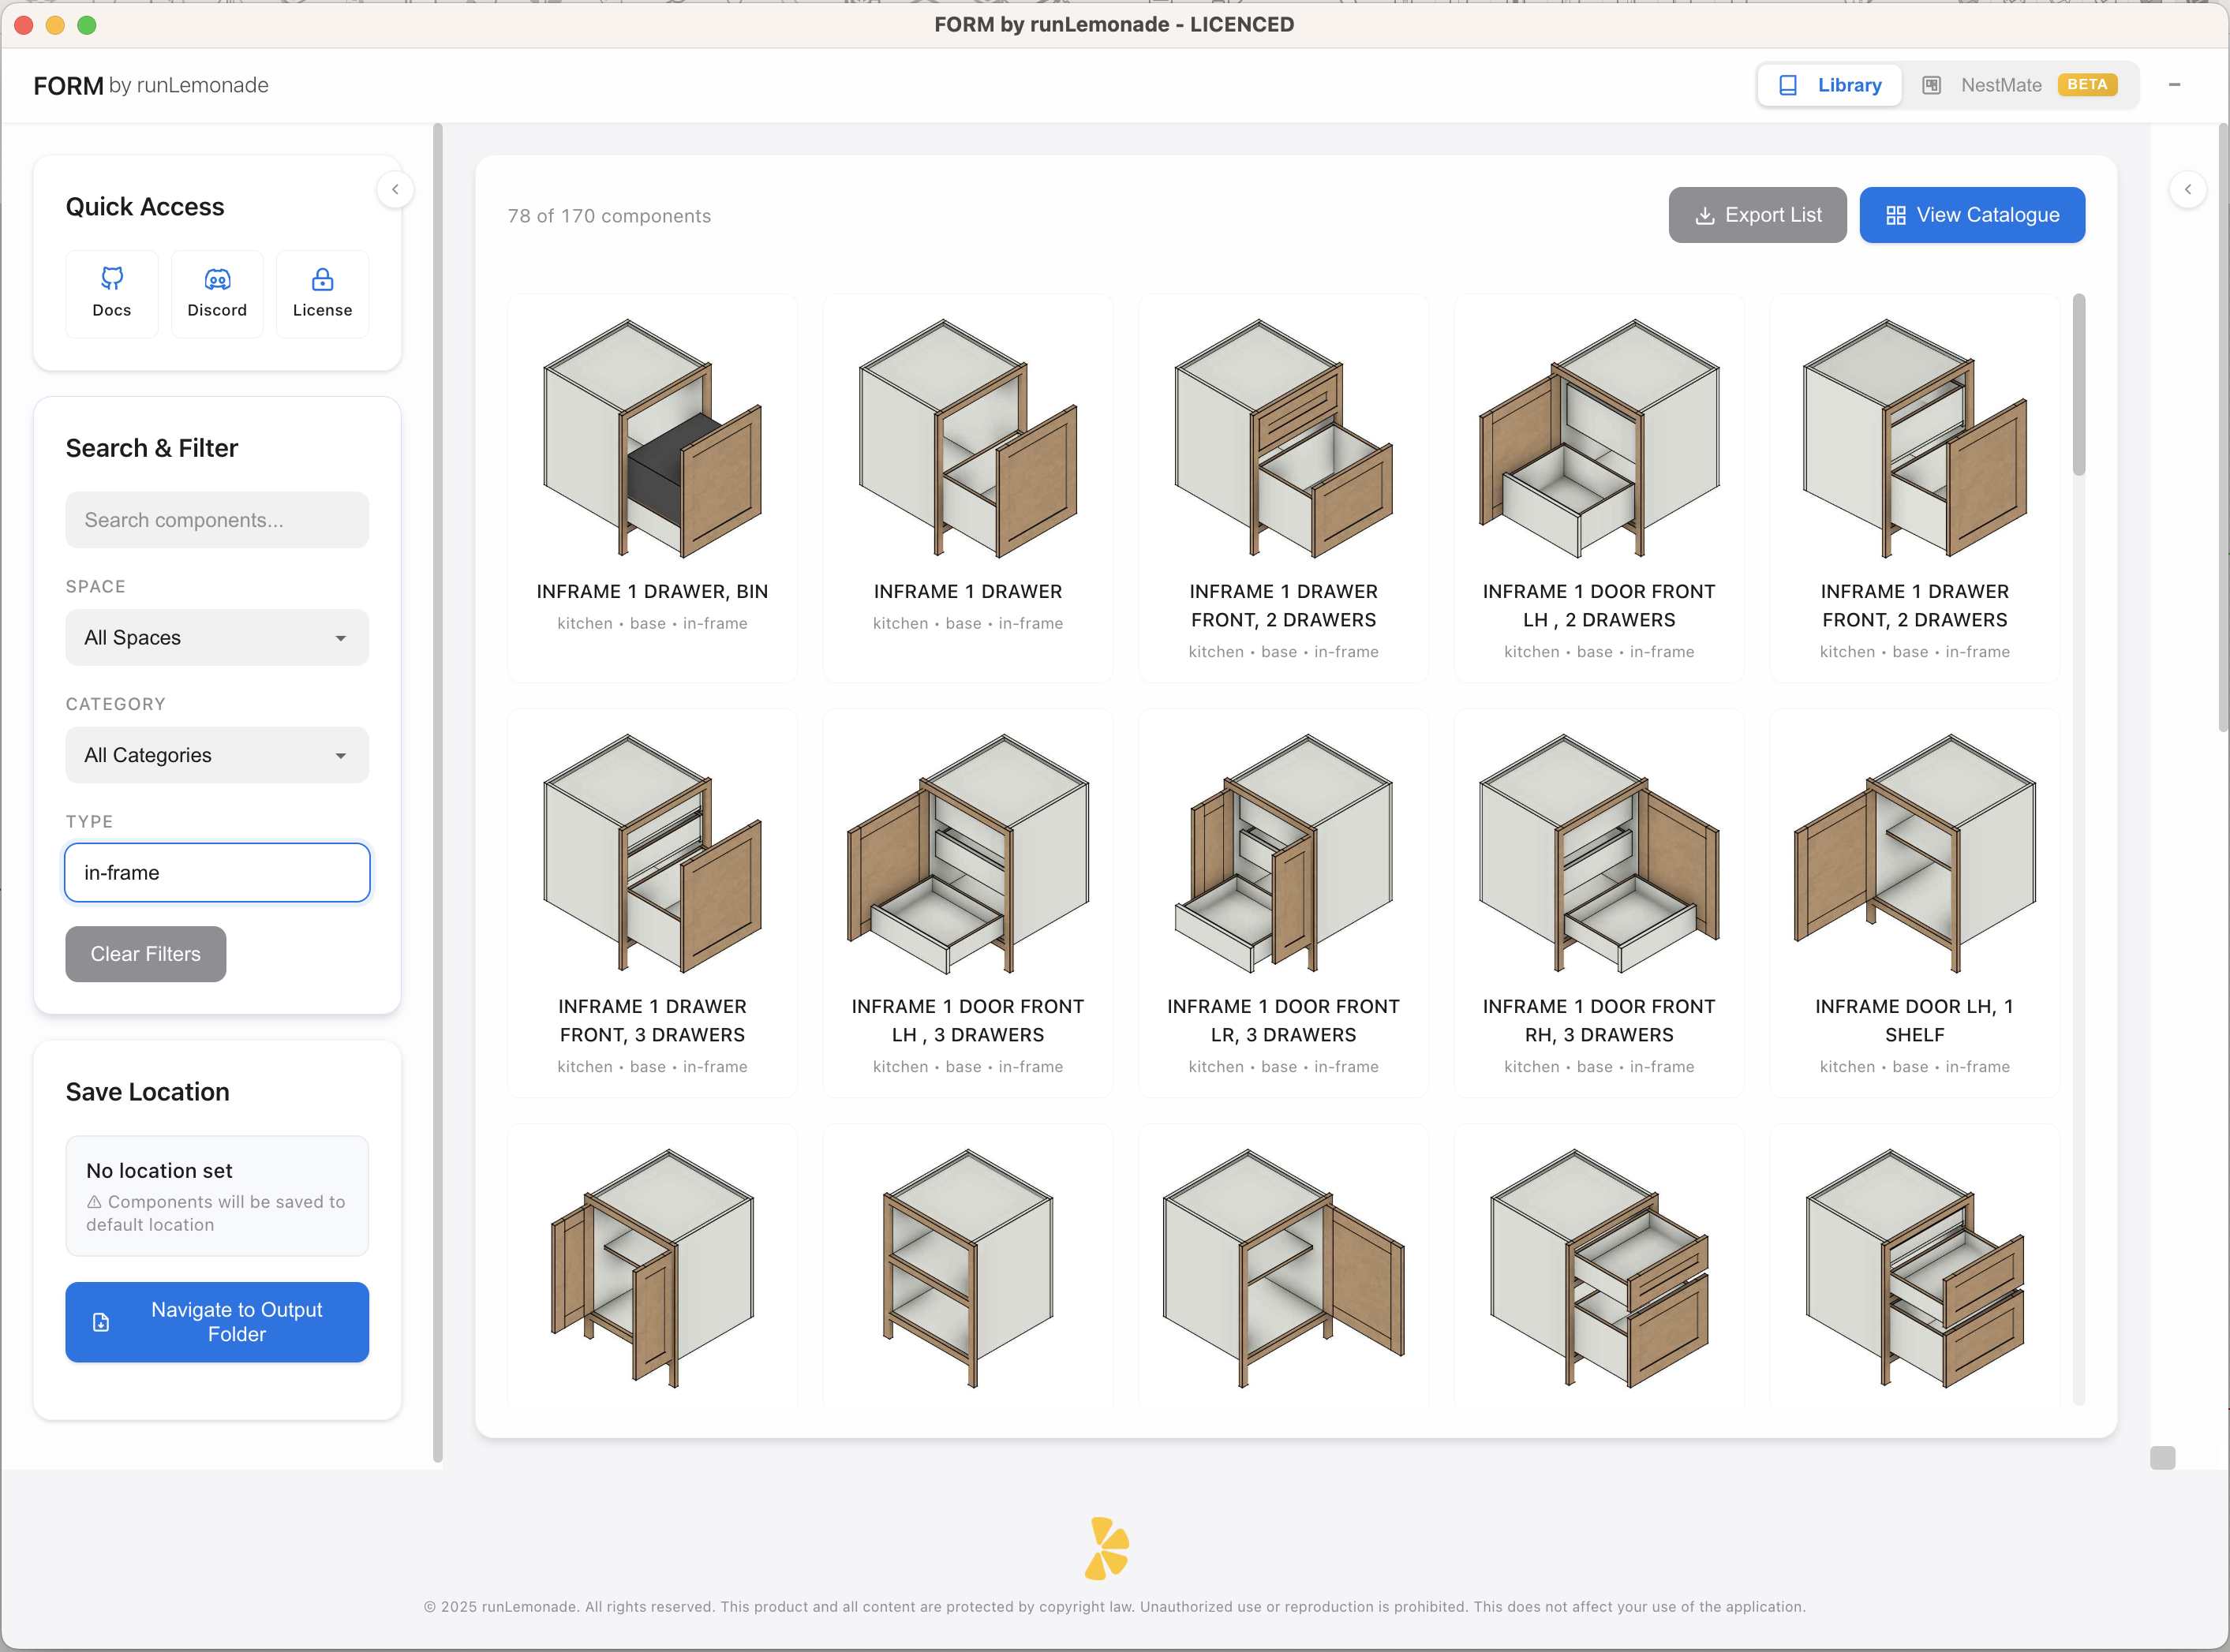 FORM by runLemonade - LICENCED
FORM by runLemonade
Library
NestMate BETA
Quick Access
Docs
Discord
License
Search & Filter
Search components...
SPACE
All Spaces
CATEGORY
All Categories
TYPE
in-frame
Clear Filters
Save Location
No location set
⚠ Components will be saved to
default location
Navigate to Output
Folder
78 of 170 components
Export List
View Catalogue
INFRAME 1 DRAWER, BIN
kitchen • base • in-frame
INFRAME 1 DRAWER
kitchen • base • in-frame
INFRAME 1 DRAWER
FRONT, 2 DRAWERS
kitchen • base • in-frame
INFRAME 1 DOOR FRONT
LH , 2 DRAWERS
kitchen • base • in-frame
INFRAME 1 DRAWER
FRONT, 2 DRAWERS
kitchen • base • in-frame
INFRAME 1 DRAWER
FRONT, 3 DRAWERS
kitchen • base • in-frame
INFRAME 1 DOOR FRONT
LH , 3 DRAWERS
kitchen • base • in-frame
INFRAME 1 DOOR FRONT
LR, 3 DRAWERS
kitchen • base • in-frame
INFRAME 1 DOOR FRONT
RH, 3 DRAWERS
kitchen • base • in-frame
INFRAME DOOR LH, 1
SHELF
kitchen • base • in-frame
© 2025 runLemonade. All rights reserved. This product and all content are protected by copyright law. Unauthorized use or reproduction is prohibited. This does not affect your use of the application.